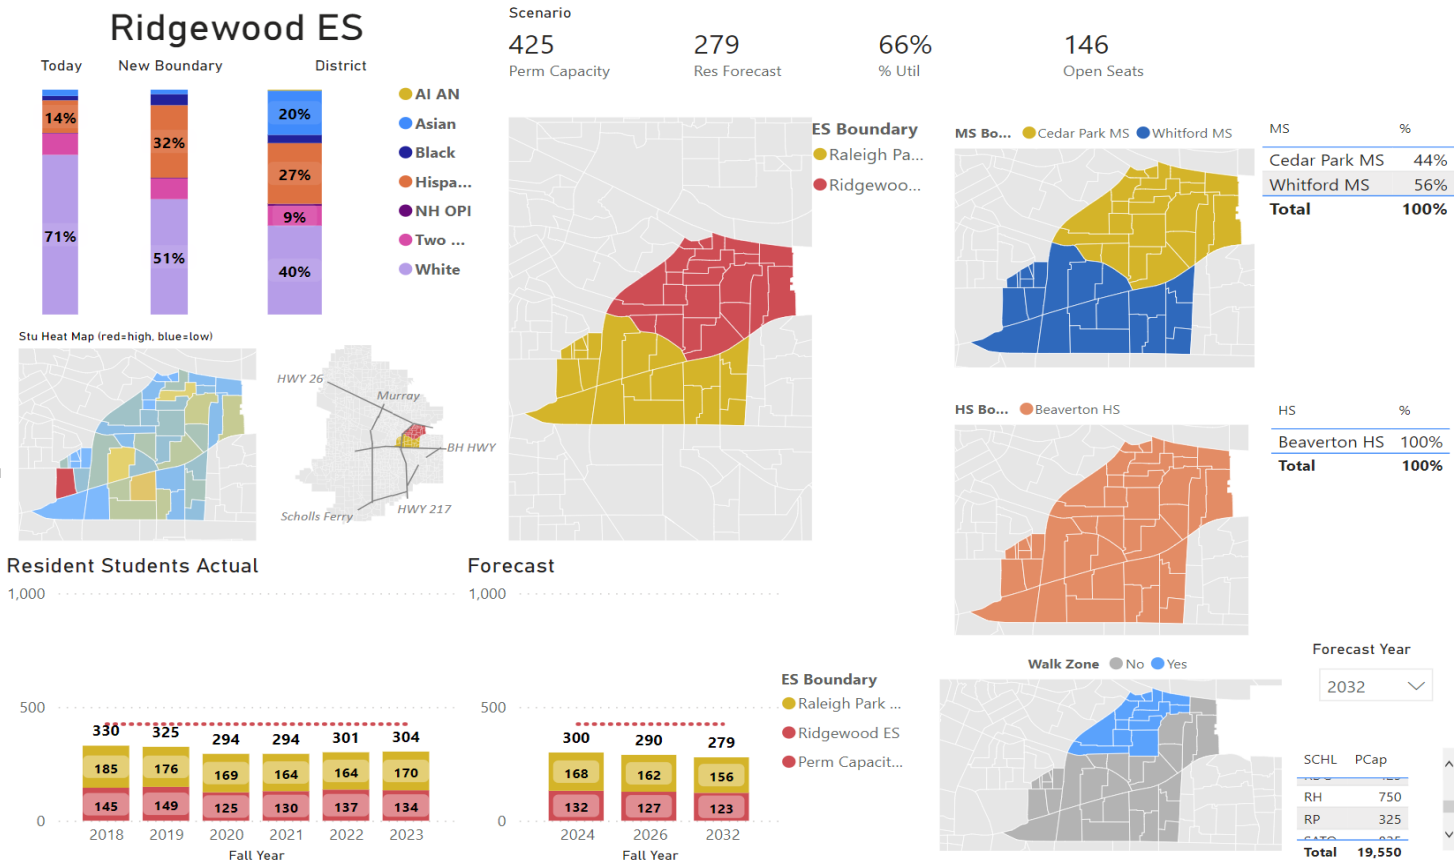 Ridgewood ES
Today
New Boundary
District
14%
71%
32%
51%
20%
27%
9%
40%
AI AN
Asian
Black
Hispa...
NH OPI
Two ...
White
Scenario
425
Perm Capacity
279
Res Forecast
66%
% Util
146
Open Seats
ES Boundary
Raleigh Pa...
Ridgewoo...
MS Bo...
Cedar Park MS
Whitford MS
MS %
Cedar Park MS 44%
Whitford MS 56%
Total 100%
Stu Heat Map (red=high, blue=low)
HWY 26
Murray
BH HWY
HWY 217
Scholls Ferry
HS Bo...
Beaverton HS
HS %
Beaverton HS 100%
Total 100%
Resident Students Actual
1,000
500
0
330
325
294
294
301
304
185
176
169
164
164
170
145
149
125
130
137
134
2018
2019
2020
2021
2022
2023
Fall Year
Forecast
1,000
500
0
300
290
279
168
162
156
132
127
123
2024
2026
2032
Fall Year
ES Boundary
Raleigh Park ...
Ridgewood ES
Perm Capacit...
Walk Zone
No
Yes
Forecast Year
2032
SCHL PCap
RH 750
RP 325
Total 19,550